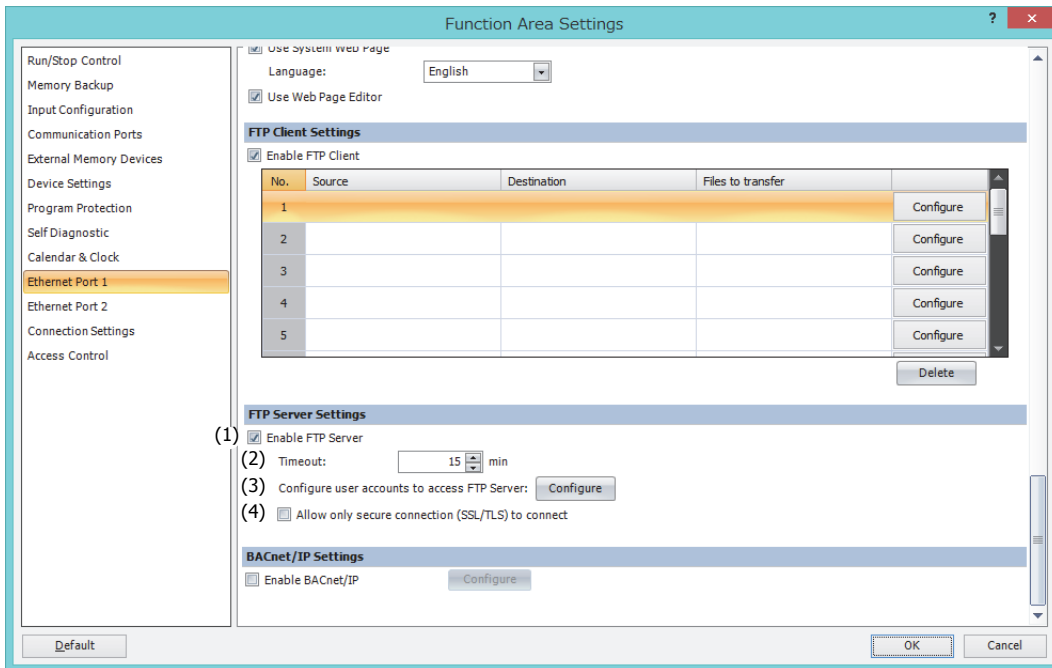 Function Area Settings
?
Run/Stop Control
Memory Backup
Input Configuration
Communication Ports
External Memory Devices
Device Settings
Program Protection
Self Diagnostic
Calendar & Clock
Ethernet Port 1
Ethernet Port 2
Connection Settings
Access Control
Use System Web Page
Language: English
Use Web Page Editor
FTP Client Settings
Enable FTP Client
No. Source Destination Files to transfer
1 Configure
2 Configure
3 Configure
4 Configure
5 Configure
Delete
FTP Server Settings
(1) Enable FTP Server
(2) Timeout: 15 min
(3) Configure user accounts to access FTP Server: Configure
(4) Allow only secure connection (SSL/TLS) to connect
BACnet/IP Settings
Enable BACnet/IP Configure
Default OK Cancel